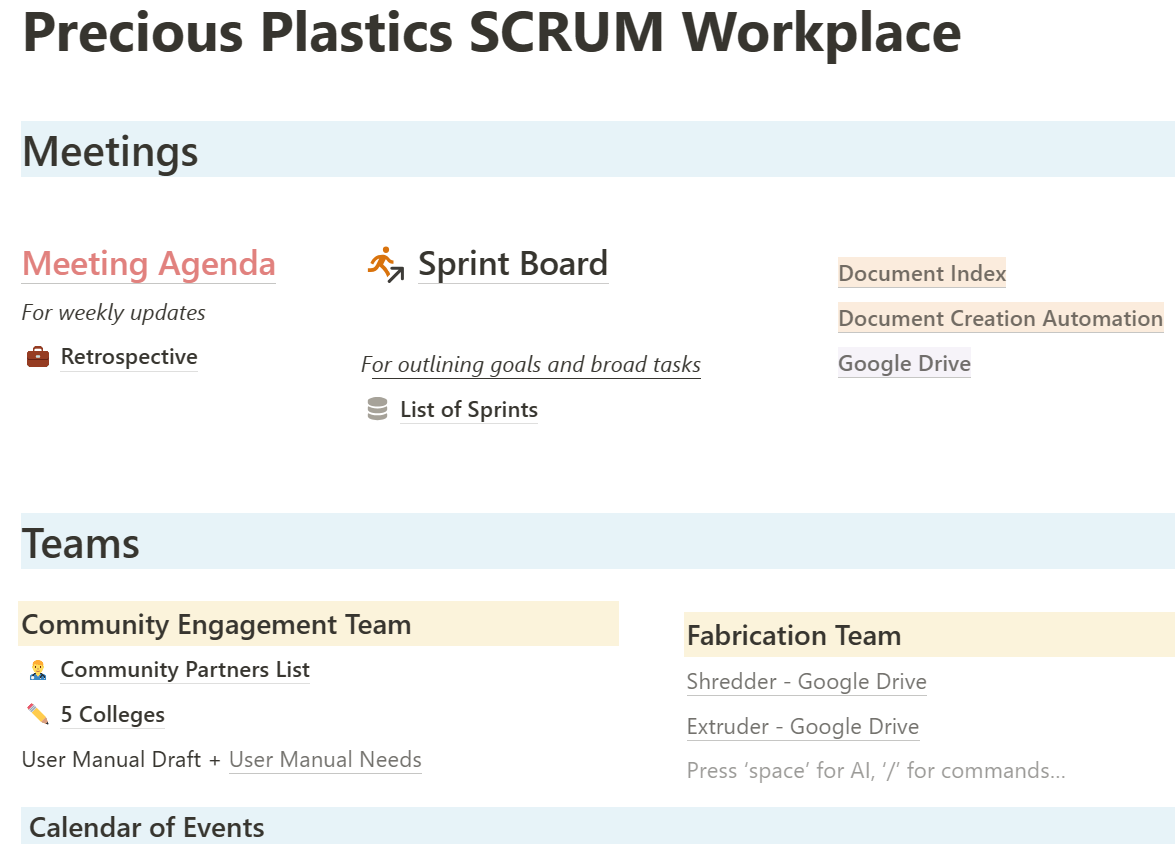 Precious Plastics SCRUM Workplace
Meetings
Meeting Agenda
For weekly updates
Retrospective
Sprint Board
For outlining goals and broad tasks
List of Sprints
Document Index
Document Creation Automation
Google Drive
Teams
Community Engagement Team
Community Partners List
5 Colleges
User Manual Draft + User Manual Needs
Fabrication Team
Shredder - Google Drive
Extruder - Google Drive
Press ‘space’ for AI, ‘/’ for commands…
Calendar of Events